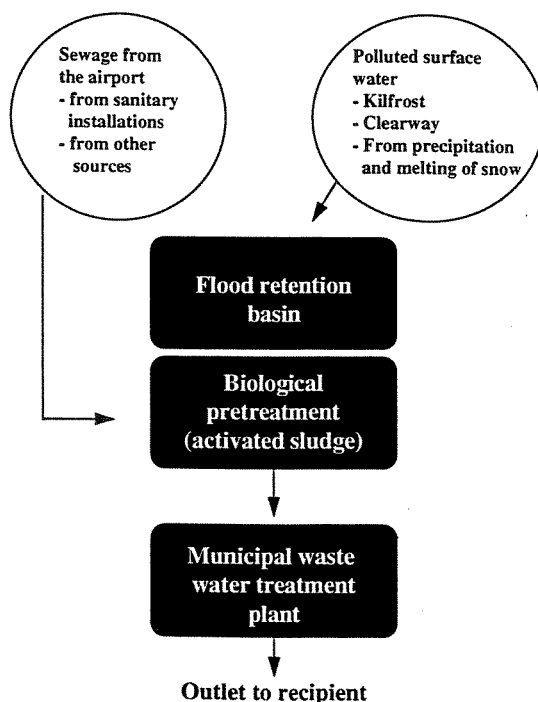 Sewage from
the airport
- from sanitary
installations
- from other
sources
Polluted surface
water
- Kilfrost
- Clearway
- From precipitation
and melting of snow
Flood retention
basin
Biological
pretreatment
(activated sludge)
Municipal waste
water treatment
plant
Outlet to recipient